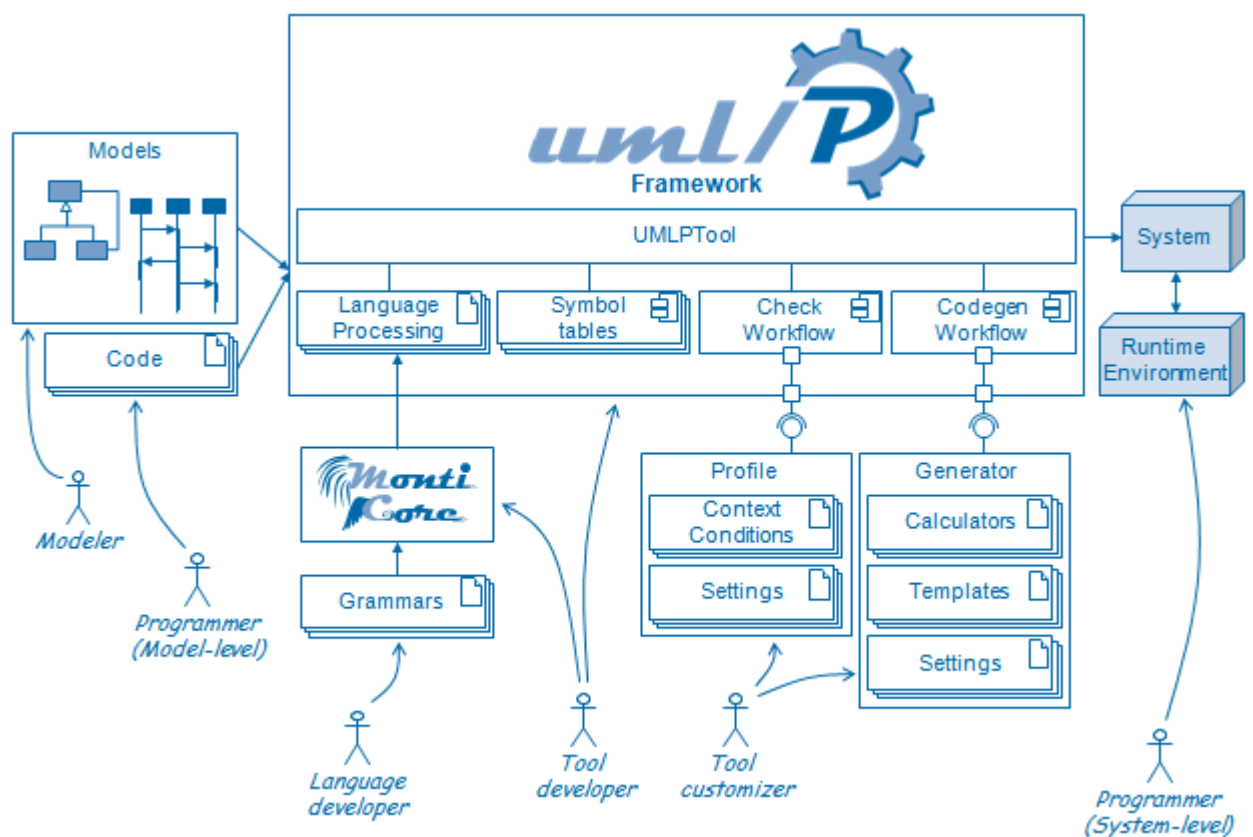 uml/P
Framework
Models
UMLPTool
System
Language
Processing
Symbol
tables
Check
Workflow
Codegen
Workflow
Code
Runtime
Environment
Monti
Core
Profile
Generator
Context
Conditions
Calculators
Modeler
Grammars
Settings
Templates
Programmer
(Model-level)
Settings
Language
developer
Tool
developer
Tool
customizer
Programmer
(System-level)